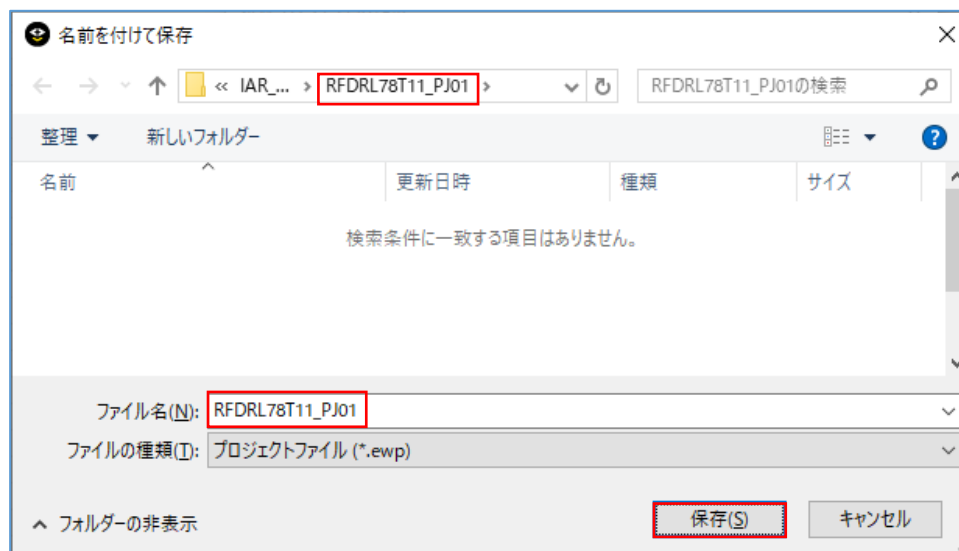 名前を付けて保存
« IAR_... › RFDRL78T11_PJ01 ›
RFDRL78T11_PJ01の検索
整理 新しいフォルダー
名前 更新日時 種類 サイズ
検索条件に一致する項目はありません。
ファイル名(N): RFDRL78T11_PJ01
ファイルの種類(T): プロジェクトファイル (*.ewp)
フォルダーの非表示 保存(S) キャンセル